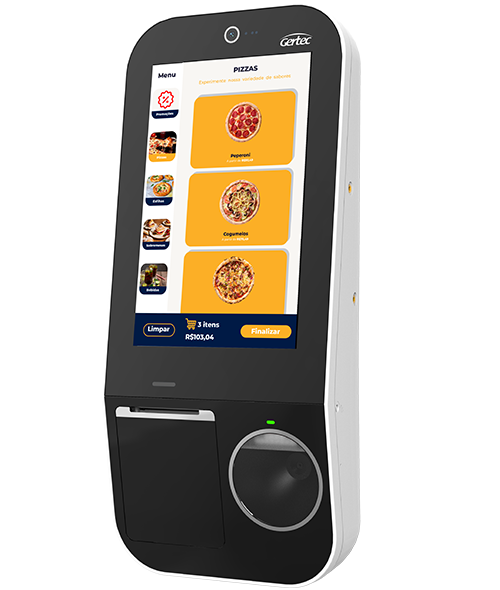 Gertec
Menu
PIZZAS
Experimente nossa variedade de sabores
Promoções
Pizzas
Peperoni
Esfihas
Cogumelos
Sobremesas
Bebidas
Limpar
3 itens
R$103,04
Finalizar